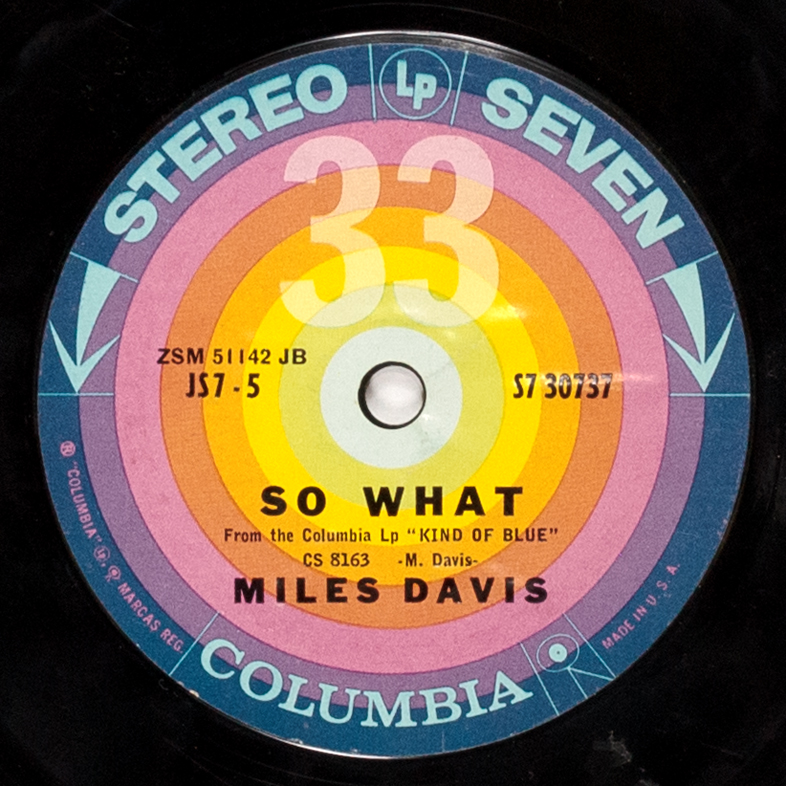 STEREO Lp SEVEN
33
ZSM 51142 JB
JS7-5
S7 30737
SO WHAT
From the Columbia Lp "KIND OF BLUE"
CS 8163 -M. Davis-
MILES DAVIS
® "COLUMBIA" Lp, MARCAS REG.
MADE IN U.S.A.
COLUMBIA